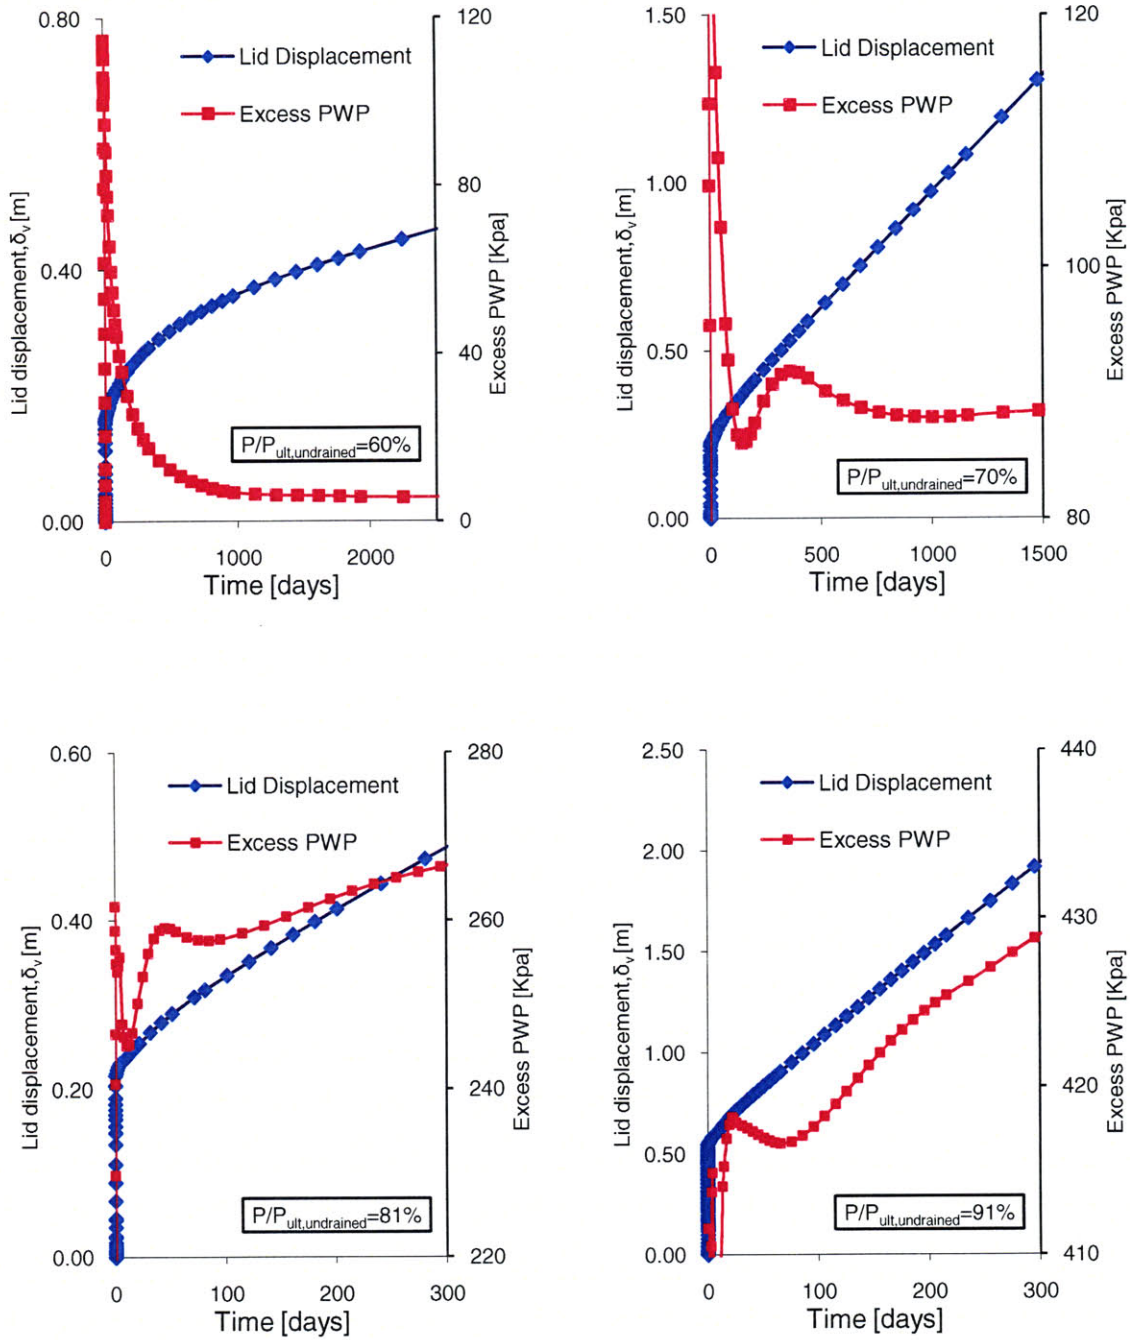 0.80
0.40
0.00
Lid displacement,δv [m]
120
80
40
0
Excess PWP [Kpa]
Lid Displacement
Excess PWP
P/Pult,undrained=60%
0 1000 2000
Time [days]
1.50
1.00
0.50
0.00
Lid displacement,δv [m]
120
100
80
Excess PWP [Kpa]
Lid Displacement
Excess PWP
P/Pult,undrained=70%
0 500 1000 1500
Time [days]
0.60
0.40
0.20
0.00
Lid displacement,δv [m]
280
260
240
220
Excess PWP [Kpa]
Lid Displacement
Excess PWP
P/Pult,undrained=81%
0 100 200 300
Time [days]
2.50
2.00
1.50
1.00
0.50
0.00
Lid displacement,δv [m]
440
430
420
410
Excess PWP [Kpa]
Lid Displacement
Excess PWP
P/Pult,undrained=91%
0 100 200 300
Time [days]